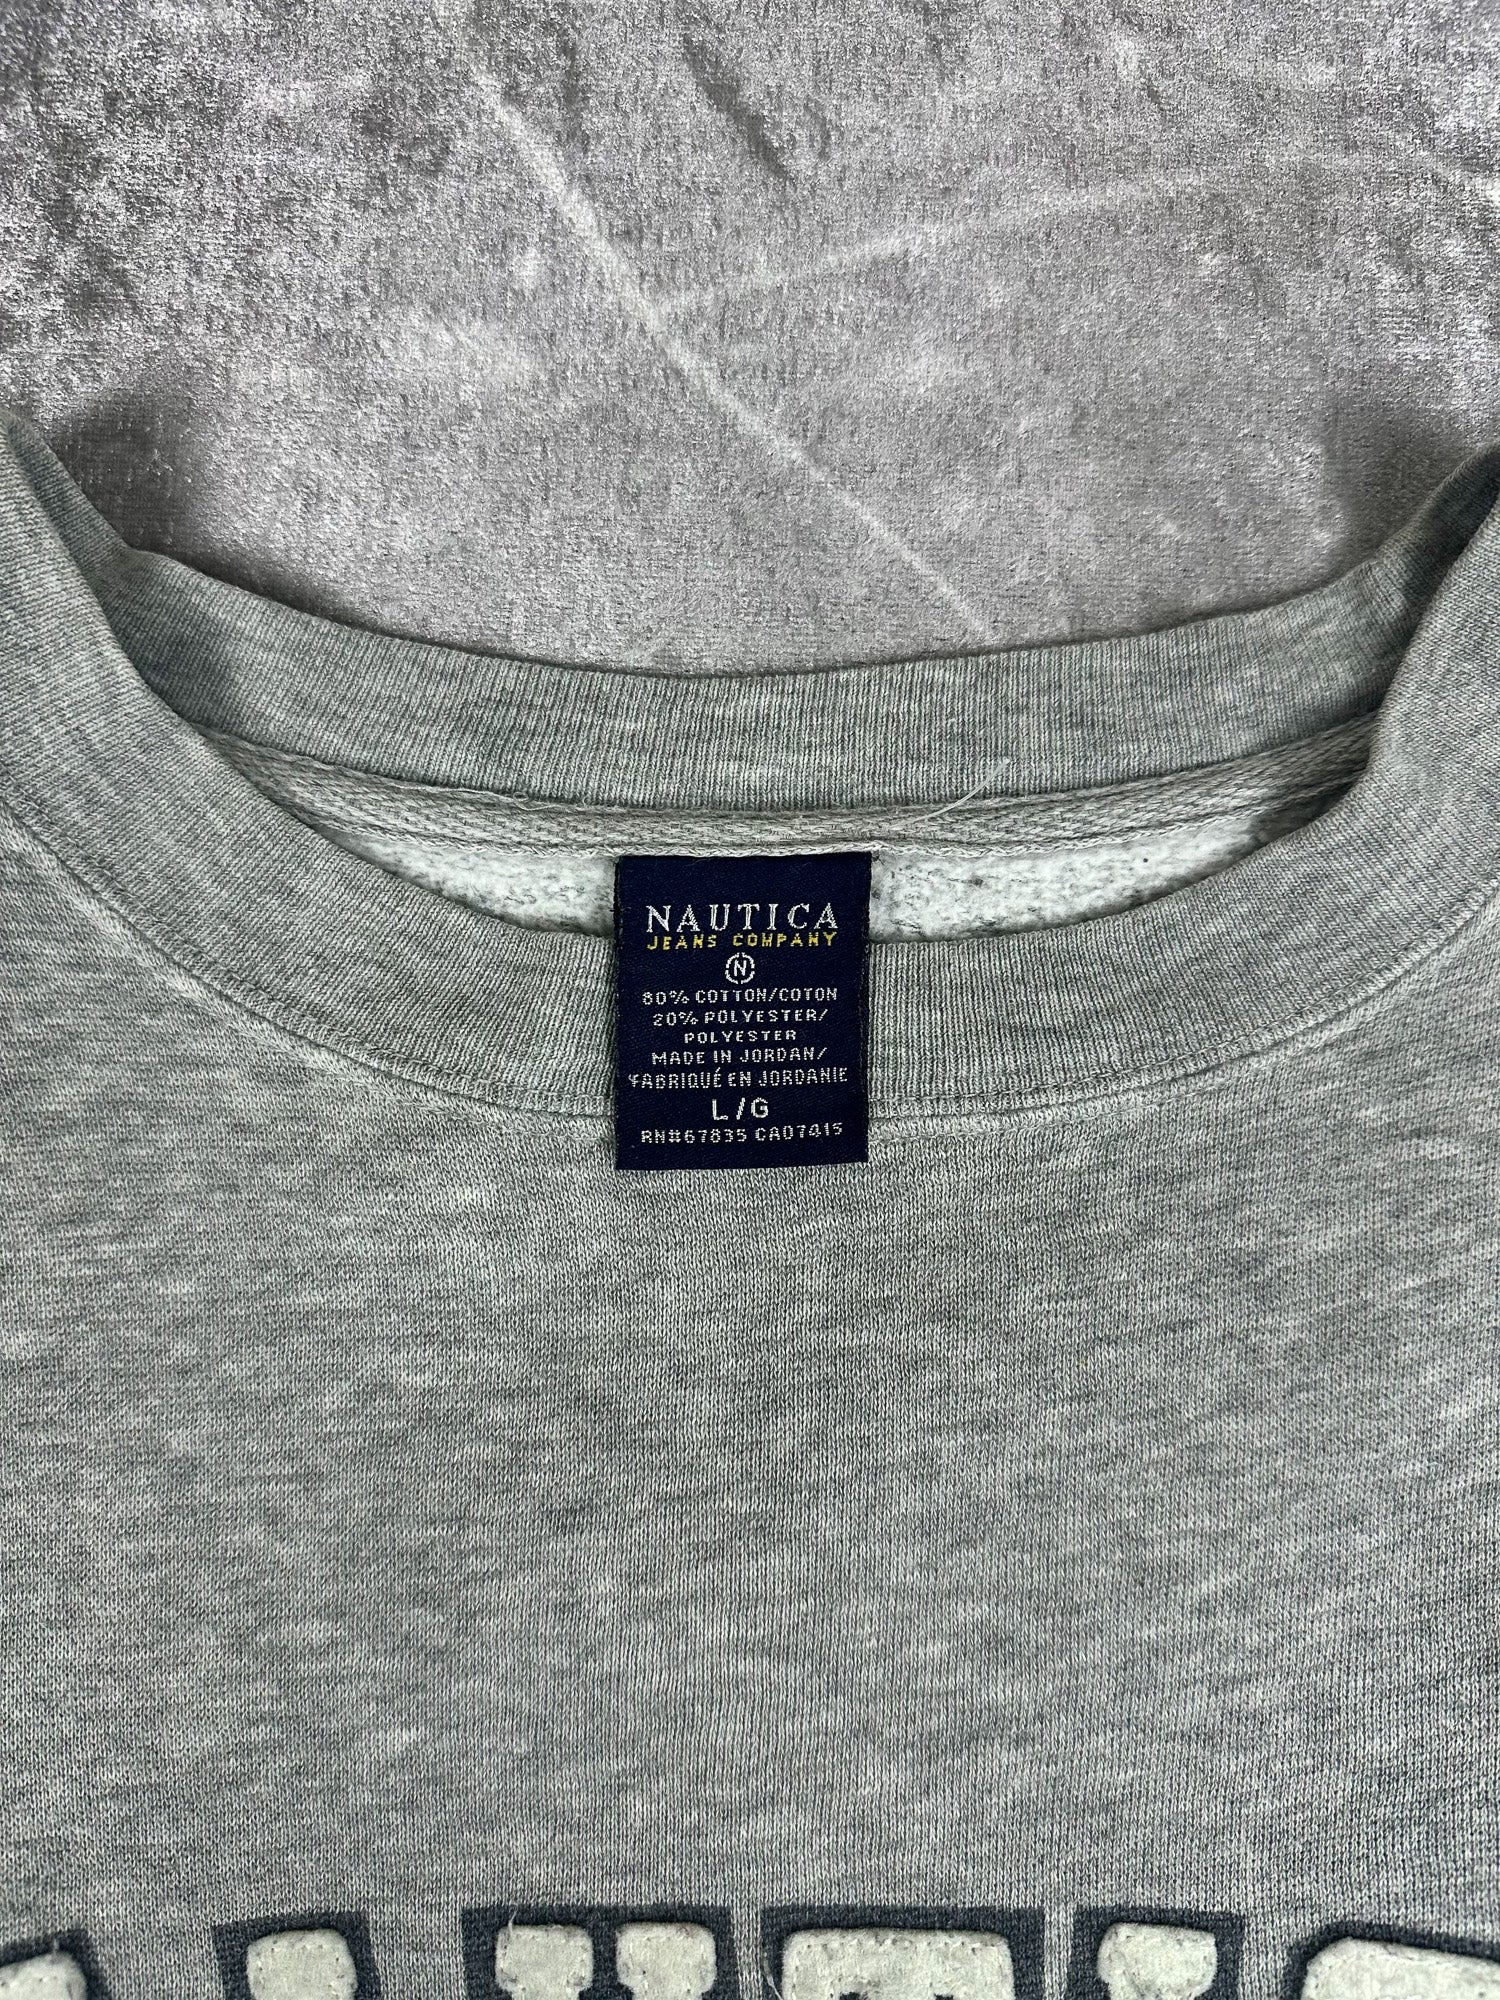 NAUTICA
JEANS COMPANY
N
80% COTTON/COTON
20% POLYESTER/
POLYESTER
MADE IN JORDAN/
FABRIQUÉ EN JORDANIE
L/G
RN#67835 CA07415